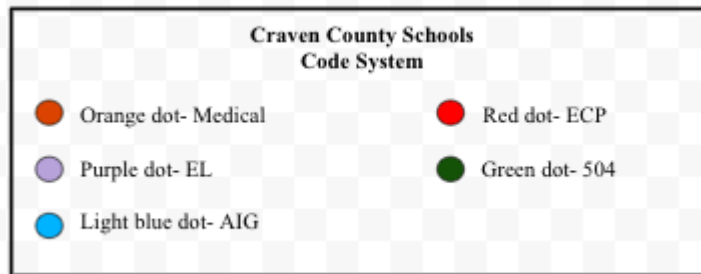 Craven County Schools
Code System
Orange dot- Medical
Red dot- ECP
Purple dot- EL
Green dot- 504
Light blue dot- AIG